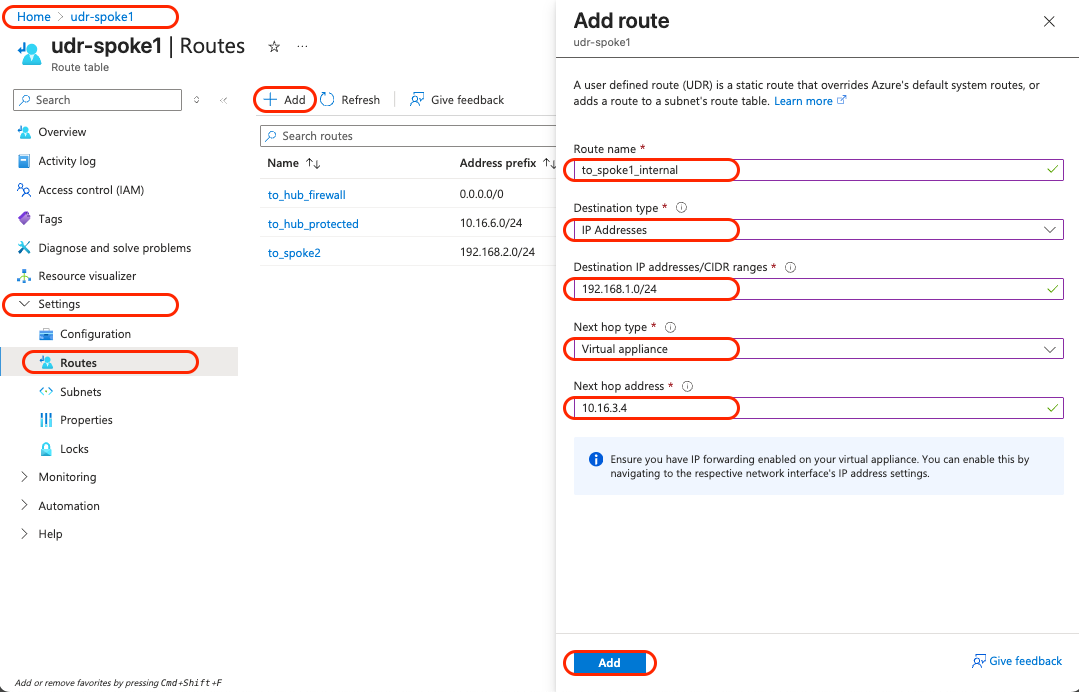 Home > udr-spoke1
udr-spoke1 | Routes
Route table
Search
Overview
Activity log
Access control (IAM)
Tags
Diagnose and solve problems
Resource visualizer
Settings
Configuration
Routes
Subnets
Properties
Locks
Monitoring
Automation
Help
Add or remove favorites by pressing Cmd+Shift+F
Add Refresh Give feedback
Search routes
Name Address prefix
to_hub_firewall 0.0.0.0/0
to_hub_protected 10.16.6.0/24
to_spoke2 192.168.2.0/24
Add route
udr-spoke1
A user defined route (UDR) is a static route that overrides Azure's default system routes, or
adds a route to a subnet's route table. Learn more
Route name *
to_spoke1_internal
Destination type *
IP Addresses
Destination IP addresses/CIDR ranges *
192.168.1.0/24
Next hop type *
Virtual appliance
Next hop address *
10.16.3.4
Ensure you have IP forwarding enabled on your virtual appliance. You can enable this by
navigating to the respective network interface's IP address settings.
Add
Give feedback